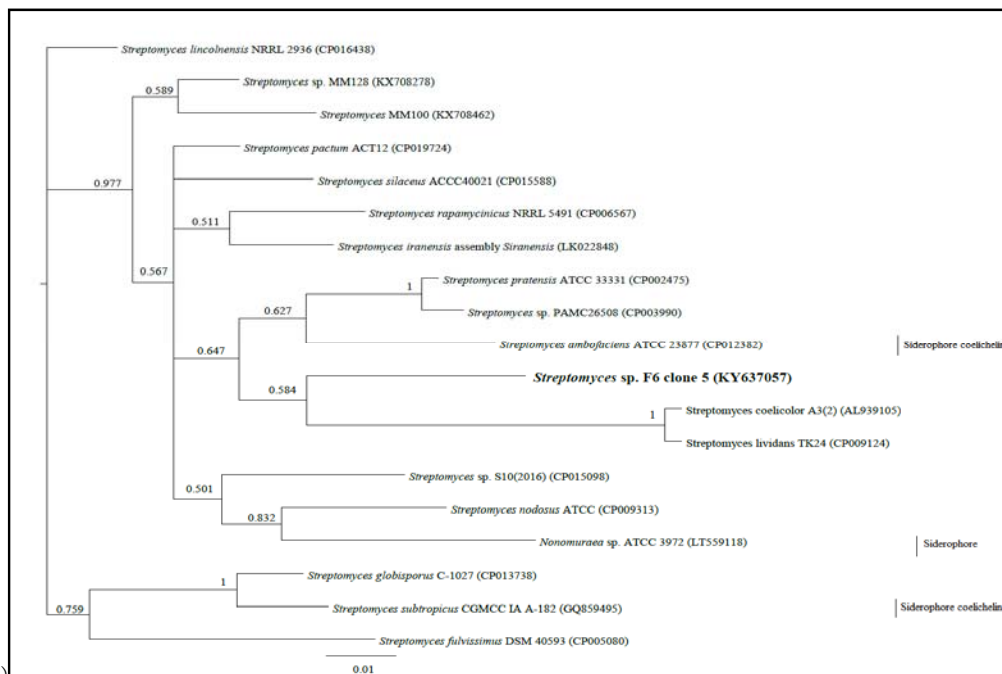 Streptomyces lincolnensis NRRL 2936 (CP016438)
Streptomyces sp. MM128 (KX708278)
0.589
Streptomyces MM100 (KX708462)
Streptomyces pactum ACT12 (CP019724)
0.977
Streptomyces silaceus ACCC40021 (CP015588)
Streptomyces rapamycinicus NRRL 5491 (CP006567)
0.511
Streptomyces iranensis assembly Siranensis (LK022848)
0.567
Streptomyces pratensis ATCC 33331 (CP002475)
1
Streptomyces sp. PAMC26508 (CP003990)
0.627
Streptomyces ambofaciens ATCC 23877 (CP012382) Siderophore coelichelin
0.647
Streptomyces sp. F6 clone 5 (KY637057)
0.584
Streptomyces coelicolor A3(2) (AL939105)
1
Streptomyces lividans TK24 (CP009124)
Streptomyces sp. S10(2016) (CP015098)
0.501
Streptomyces nodosus ATCC (CP009313)
0.832
Nonomuraea sp. ATCC 3972 (LT559118) Siderophore
Streptomyces globisporus C-1027 (CP013738)
1
Streptomyces subtropicus CGMCC IA A-182 (GQ859495) Siderophore coelichelin
0.759
Streptomyces fulvissimus DSM 40593 (CP005080)
0.01
)